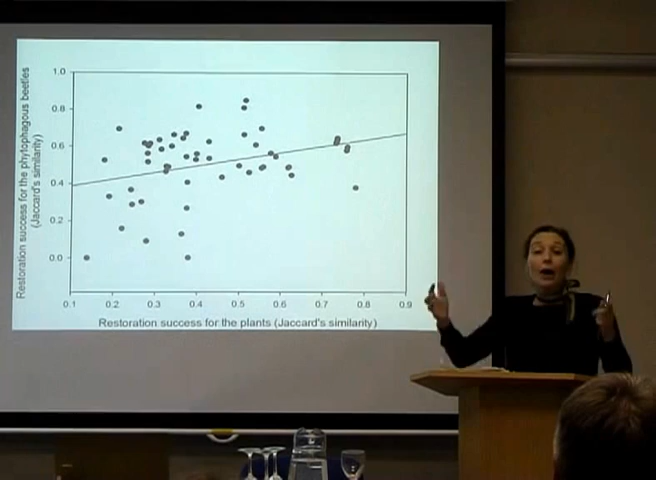 Restoration success for the phytophagous beetles
(Jaccard's similarity)
1.0
0.8
0.6
0.4
0.2
0.0
0.1 0.2 0.3 0.4 0.5 0.6 0.7 0.8 0.9
Restoration success for the plants (Jaccard's similarity)